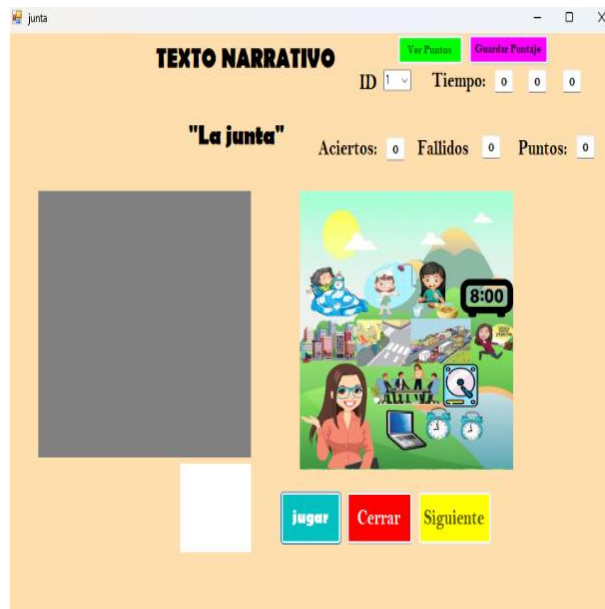 junta
Ver Puntos Guardar Puntaje
TEXTO NARRATIVO
ID 1 Tiempo: 0 0 0
"La junta"
Aciertos: 0 Fallidos 0 Puntos: 0
8:00
jugar Cerrar Siguiente